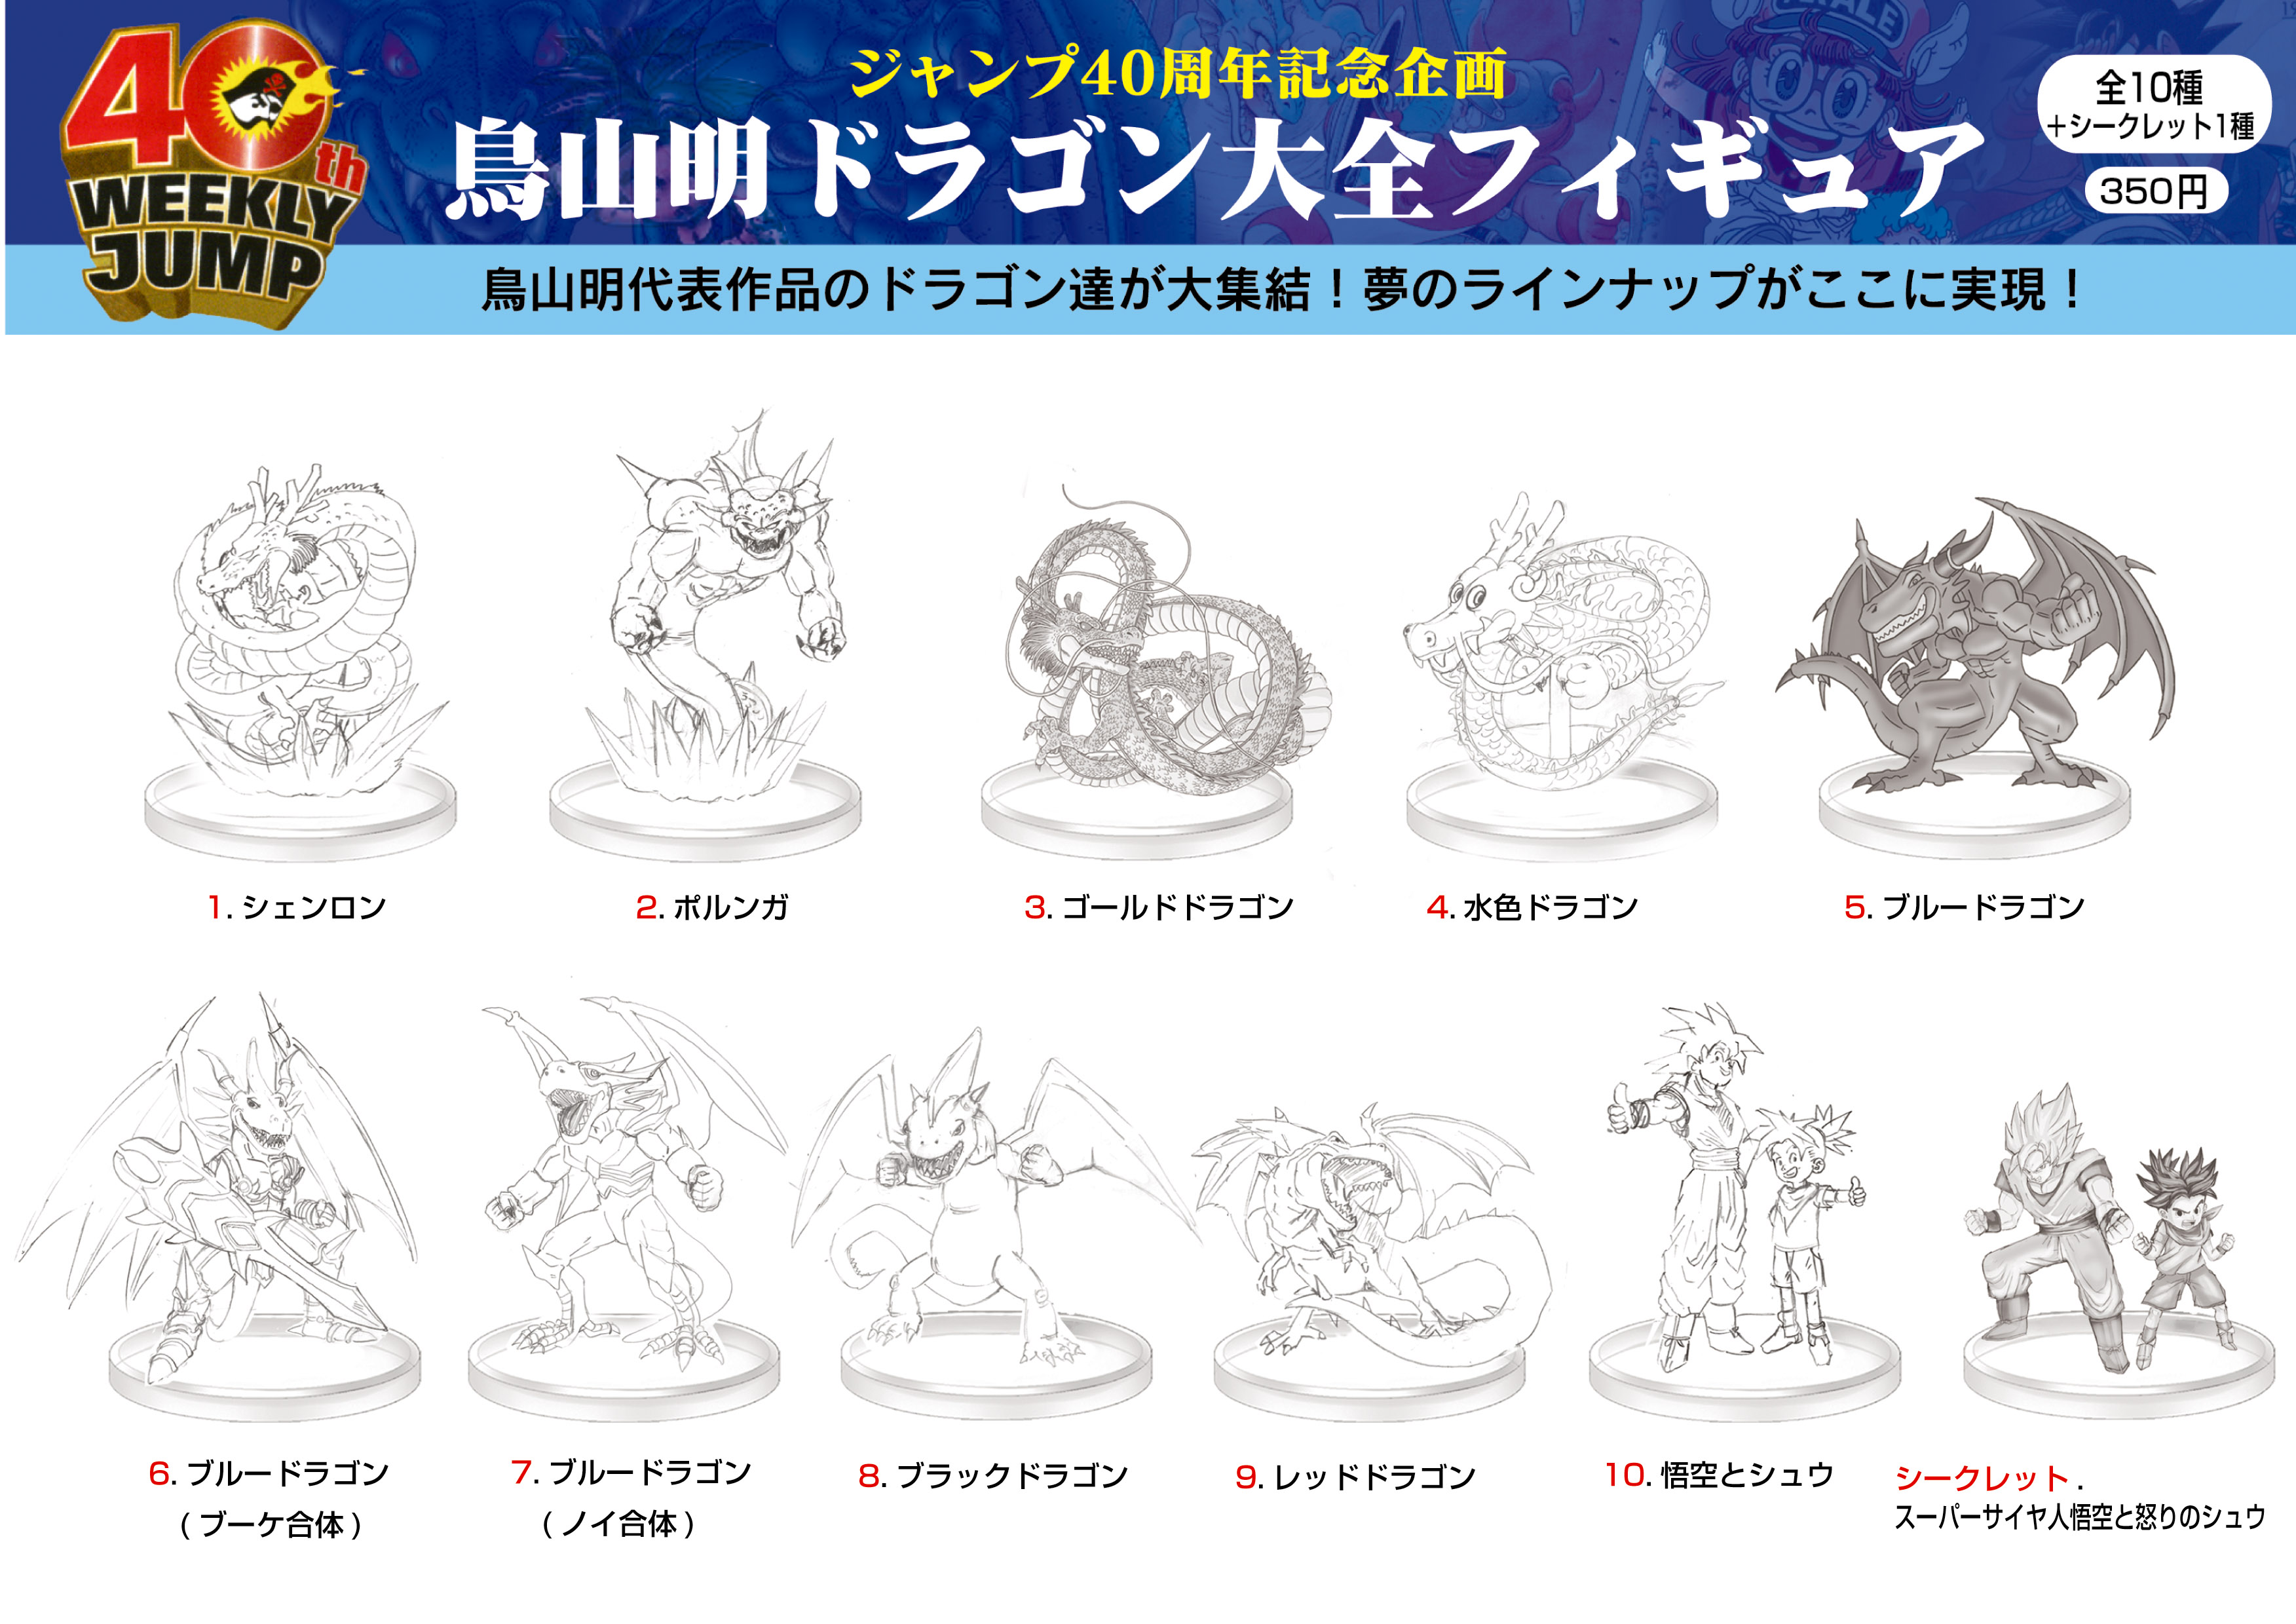 40th
WEEKLY
JUMP
ジャンプ40周年記念企画
鳥山明ドラゴン大全フィギュア
全10種
+シークレット1種
350円
鳥山明代表作品のドラゴン達が大集結!夢のラインナップがここに実現!
1. シェンロン
2. ポルンガ
3. ゴールドドラゴン
4. 水色ドラゴン
5. ブルードラゴン
6. ブルードラゴン
(ブーケ合体)
7. ブルードラゴン
(ノイ合体)
8. ブラックドラゴン
9. レッドドラゴン
10. 悟空とシュウ
シークレット.
スーパーサイヤ人悟空と怒りのシュウ